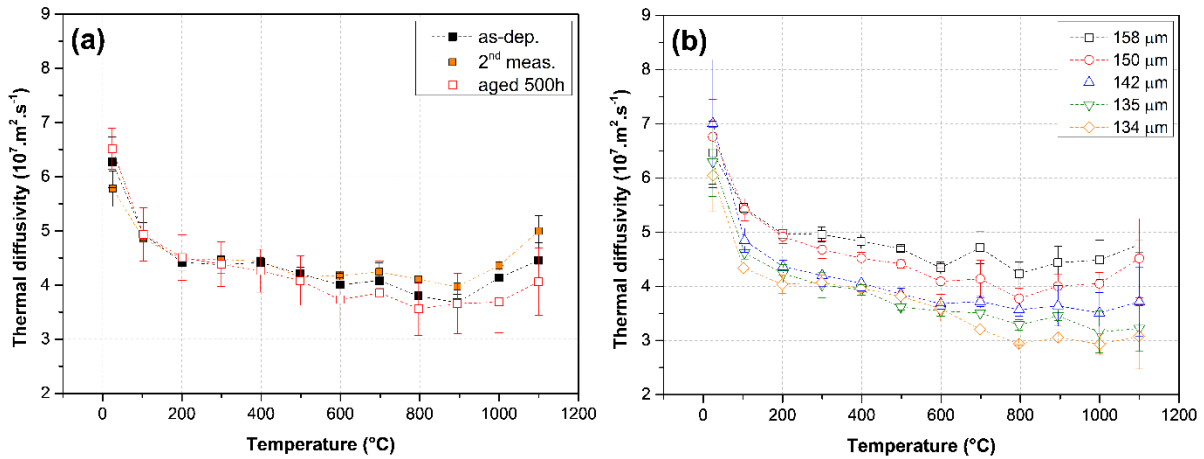 (a)
as-dep.
2nd meas.
aged 500h
9
8
7
6
5
4
3
2
Thermal diffusivity (10⁷.m².s⁻¹)
0 200 400 600 800 1000 1200
Temperature (°C)
(b)
158 µm
150 µm
142 µm
135 µm
134 µm
9
8
7
6
5
4
3
2
Thermal diffusivity (10⁷.m².s⁻¹)
0 200 400 600 800 1000 1200
Temperature (°C)